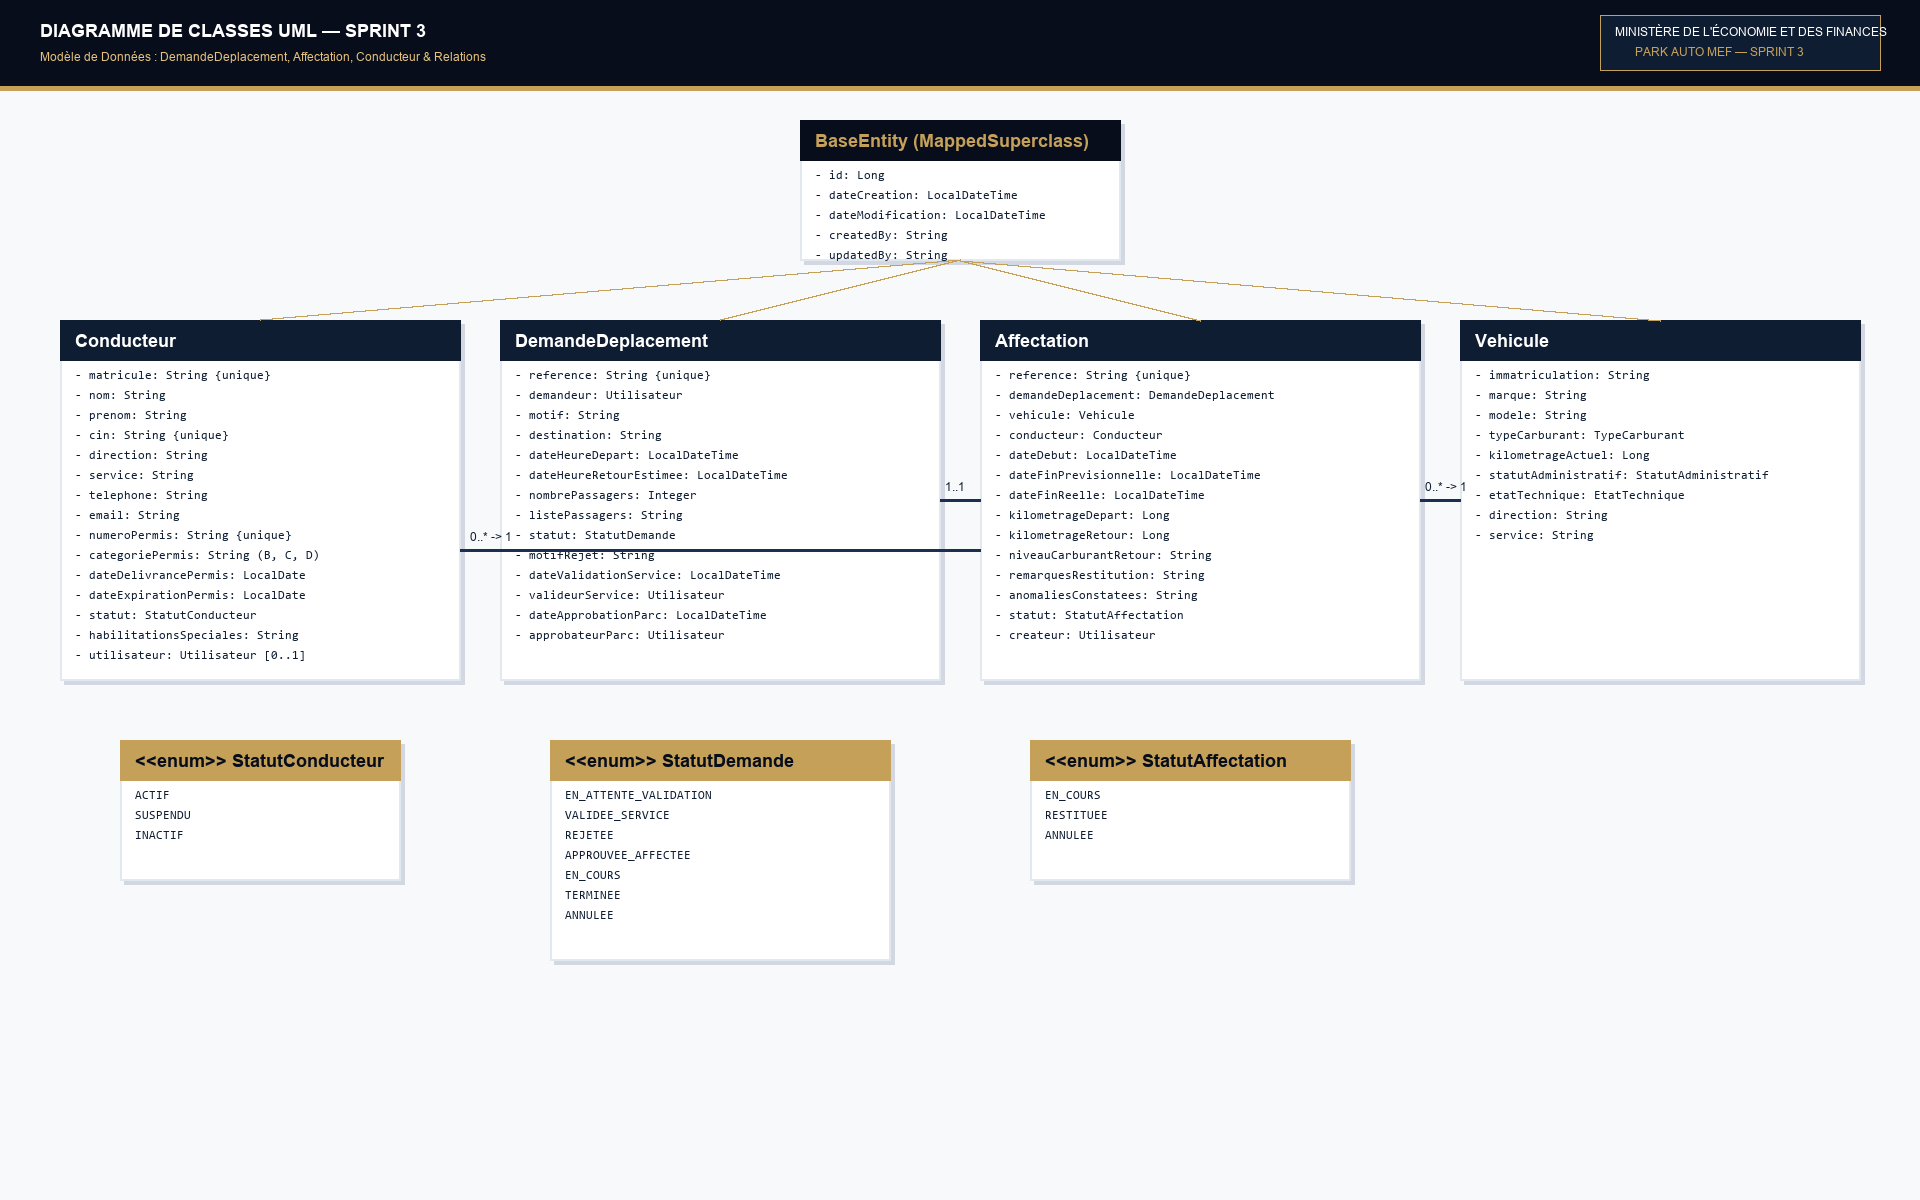 DIAGRAMME DE CLASSES UML — SPRINT 3
Modèle de Données : DemandeDeplacement, Affectation, Conducteur & Relations
MINISTÈRE DE L'ÉCONOMIE ET DES FINANCES
PARK AUTO MEF — SPRINT 3
BaseEntity (MappedSuperclass)
- id: Long
- dateCreation: LocalDateTime
- dateModification: LocalDateTime
- createdBy: String
- updatedBy: String
Conducteur
- matricule: String {unique}
- nom: String
- prenom: String
- cin: String {unique}
- direction: String
- service: String
- telephone: String
- email: String
- numeroPermis: String {unique}
- categoriePermis: String (B, C, D)
- dateDelivrancePermis: LocalDate
- dateExpirationPermis: LocalDate
- statut: StatutConducteur
- habilitationsSpeciales: String
- utilisateur: Utilisateur [0..1]
0..* -> 1
DemandeDeplacement
- reference: String {unique}
- demandeur: Utilisateur
- motif: String
- destination: String
- dateHeureDepart: LocalDateTime
- dateHeureRetourEstimee: LocalDateTime
- nombrePassagers: Integer
- listePassagers: String
- statut: StatutDemande
- motifRejet: String
- dateValidationService: LocalDateTime
- valideurService: Utilisateur
- dateApprobationParc: LocalDateTime
- approbateurParc: Utilisateur
1..1
Affectation
- reference: String {unique}
- demandeDeplacement: DemandeDeplacement
- vehicule: Vehicule
- conducteur: Conducteur
- dateDebut: LocalDateTime
- dateFinPrevisionnelle: LocalDateTime
- dateFinReelle: LocalDateTime
- kilometrageDepart: Long
- kilometrageRetour: Long
- niveauCarburantRetour: String
- remarquesRestitution: String
- anomaliesConstatees: String
- statut: StatutAffectation
- createur: Utilisateur
0..* -> 1
Vehicule
- immatriculation: String
- marque: String
- modele: String
- typeCarburant: TypeCarburant
- kilometrageActuel: Long
- statutAdministratif: StatutAdministratif
- etatTechnique: EtatTechnique
- direction: String
- service: String
<<enum>> StatutConducteur
ACTIF
SUSPENDU
INACTIF
<<enum>> StatutDemande
EN_ATTENTE_VALIDATION
VALIDEE_SERVICE
REJETEE
APPROUVEE_AFFECTEE
EN_COURS
TERMINEE
ANNULEE
<<enum>> StatutAffectation
EN_COURS
RESTITUEE
ANNULEE